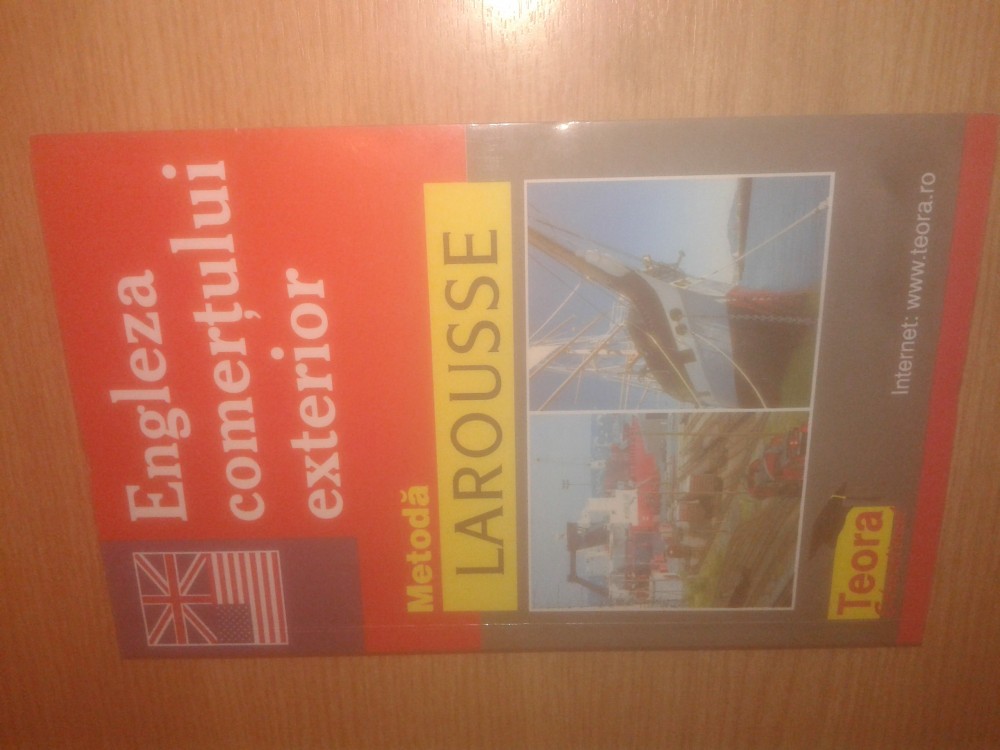 Engleza
comerțului
exterior
Metodă
LAROUSSE
Teora
Internet: www.teora.ro